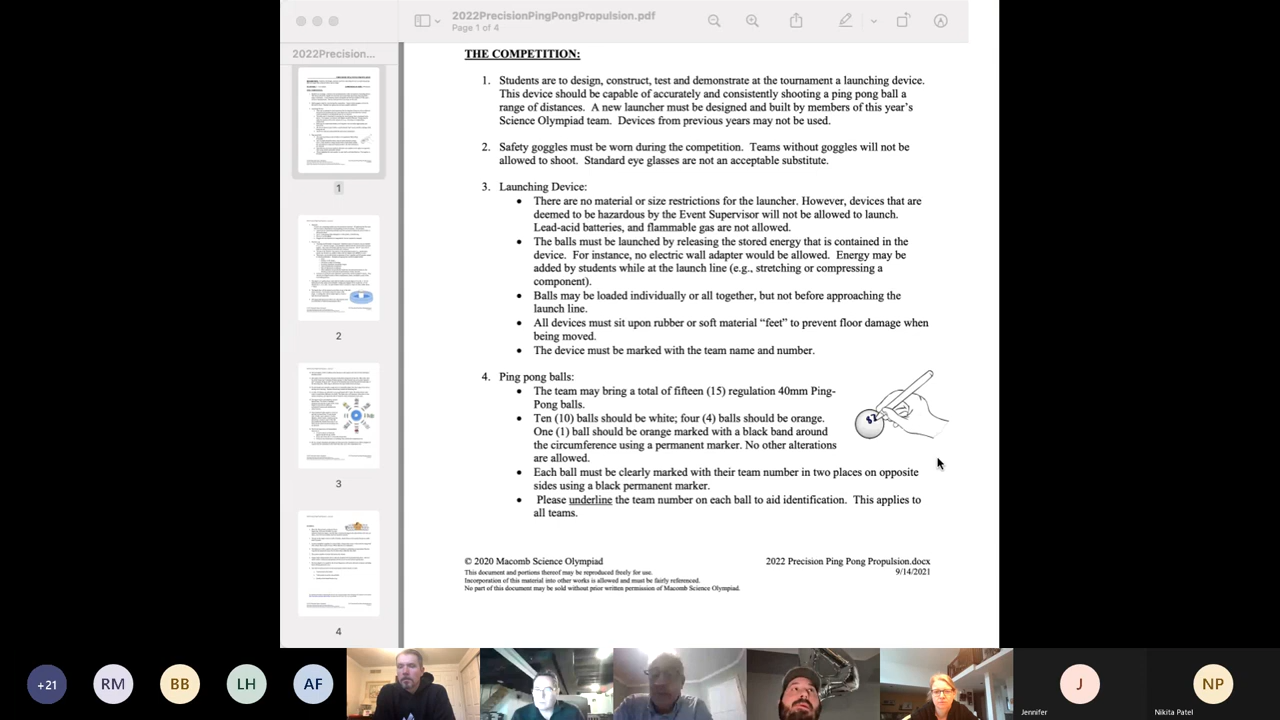 2022PrecisionPingPongPropulsion.pdf
Page 1 of 4
2022Precision...
1
2
3
4
THE COMPETITION:
1. Students are to design, construct, test and demonstrate at the tournament a launching device.
This device should be capable of accurately and consistently shooting a ping pong ball a
range of distances. A new launcher must be designed and built by members of this year's
Science Olympiad team. Devices from previous years may not be used.
2. Safety goggles must be worn during the competition. Teams without goggles will not be
allowed to shoot. Standard eye glasses are not an acceptable substitute.
3. Launching Device:
• There are no material or size restrictions for the launcher. However, devices that are
deemed to be hazardous by the Event Supervisor will not be allowed to launch.
Lead-acid batteries, and flammable gas are not allowed.
• The balls must be launched by releasing the stored energy that is contained in the
device. For instance, no electric wall adapter would be allowed. Energy may be
added by students while at the launch line (e.g., stretching or compressing a
component).
• Balls may be loaded individually or all together, but not before approaching the
launch line.
• All devices must sit upon rubber or soft material “feet” to prevent floor damage when
being moved.
• The device must be marked with the team name and number.
4. Ping pong balls:
• The team may bring a total of fifteen (15) regulation 40mm Ping-
Pong balls.
• Ten (10) balls should be white; four (4) balls should be orange.
One (1) ball should be orange marked with a black band around
the circumference using a permanent marker. No other alterations
are allowed.
• Each ball must be clearly marked with their team number in two places on opposite
sides using a black permanent marker.
• Please underline the team number on each ball to aid identification. This applies to
all teams.
© 2020 Macomb Science Olympiad
2022 Precision Ping Pong Propulsion.docx
9/14/2021
This document and portions thereof may be reproduced freely for use.
Incorporation of this material into other works is allowed and must be fairly referenced.
No part of this document may be sold without prior written permission of Macomb Science Olympiad.
+21
RM
BB
LH
AF
J
NP
Jennifer
Nikita Patel